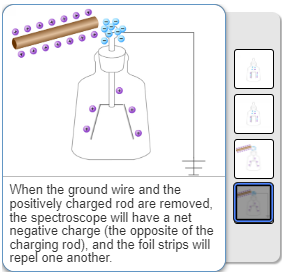 When the ground wire and the
positively charged rod are removed,
the spectroscope will have a net
negative charge (the opposite of the
charging rod), and the foil strips will
repel one another.